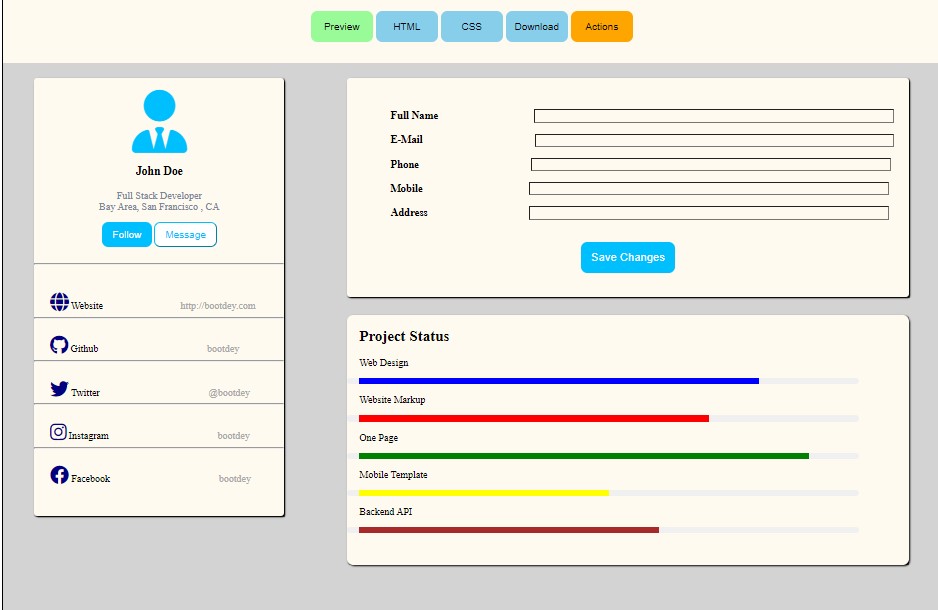 Preview HTML CSS Download Actions
John Doe
Full Stack Developer
Bay Area, San Francisco , CA
Follow Message
Website http://bootdey.com
Github bootdey
Twitter @bootdey
Instagram bootdey
Facebook bootdey
Full Name
E-Mail
Phone
Mobile
Address
Save Changes
Project Status
Web Design
Website Markup
One Page
Mobile Template
Backend API